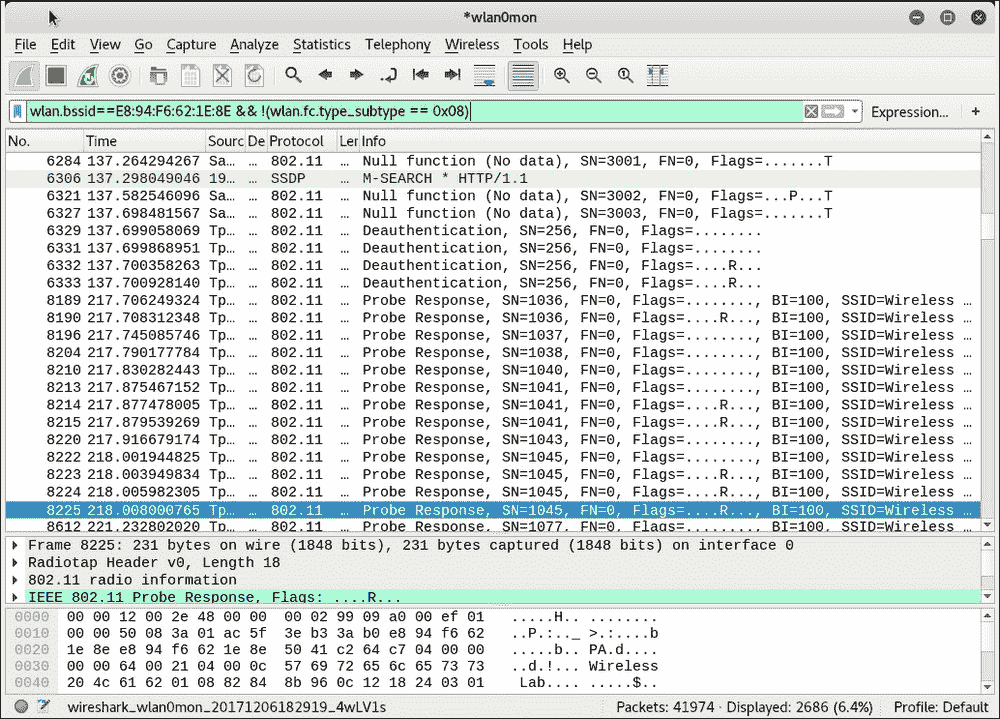 *wlan0mon
File Edit View Go Capture Analyze Statistics Telephony Wireless Tools Help
wlan.bssid==E8:94:F6:62:1E:8E && !(wlan.fc.type_subtype == 0x08) Expression... +
No. Time Sourc De Protocol Ler Info
6284 137.264294267 Sa… … 802.11 … Null function (No data), SN=3001, FN=0, Flags=.......T
6306 137.298049046 19… … SSDP … M-SEARCH * HTTP/1.1
6321 137.582546096 Sa… … 802.11 … Null function (No data), SN=3002, FN=0, Flags=...P...T
6327 137.698481567 Sa… … 802.11 … Null function (No data), SN=3003, FN=0, Flags=.......T
6329 137.699058069 Tp… … 802.11 … Deauthentication, SN=256, FN=0, Flags=........
6331 137.699868951 Tp… … 802.11 … Deauthentication, SN=256, FN=0, Flags=........
6332 137.700358263 Tp… … 802.11 … Deauthentication, SN=256, FN=0, Flags=....R...
6333 137.700928140 Tp… … 802.11 … Deauthentication, SN=256, FN=0, Flags=....R...
8189 217.706249324 Tp… … 802.11 … Probe Response, SN=1036, FN=0, Flags=........, BI=100, SSID=Wireless …
8190 217.708312348 Tp… … 802.11 … Probe Response, SN=1036, FN=0, Flags=....R..., BI=100, SSID=Wireless …
8196 217.745085746 Tp… … 802.11 … Probe Response, SN=1037, FN=0, Flags=........, BI=100, SSID=Wireless …
8204 217.790177784 Tp… … 802.11 … Probe Response, SN=1038, FN=0, Flags=........, BI=100, SSID=Wireless …
8210 217.830282443 Tp… … 802.11 … Probe Response, SN=1040, FN=0, Flags=........, BI=100, SSID=Wireless …
8213 217.875467152 Tp… … 802.11 … Probe Response, SN=1041, FN=0, Flags=........, BI=100, SSID=Wireless …
8214 217.877478005 Tp… … 802.11 … Probe Response, SN=1041, FN=0, Flags=....R..., BI=100, SSID=Wireless …
8215 217.879539269 Tp… … 802.11 … Probe Response, SN=1041, FN=0, Flags=....R..., BI=100, SSID=Wireless …
8220 217.916679174 Tp… … 802.11 … Probe Response, SN=1043, FN=0, Flags=........, BI=100, SSID=Wireless …
8222 218.001944825 Tp… … 802.11 … Probe Response, SN=1045, FN=0, Flags=........, BI=100, SSID=Wireless …
8223 218.003949834 Tp… … 802.11 … Probe Response, SN=1045, FN=0, Flags=....R..., BI=100, SSID=Wireless …
8224 218.005982305 Tp… … 802.11 … Probe Response, SN=1045, FN=0, Flags=....R..., BI=100, SSID=Wireless …
8225 218.008000765 Tp… … 802.11 … Probe Response, SN=1045, FN=0, Flags=....R..., BI=100, SSID=Wireless …
8612 221.232802020 Tp… … 802.11 … Probe Response, SN=1077, FN=0, Flags=........, BI=100, SSID=Wireless …
Frame 8225: 231 bytes on wire (1848 bits), 231 bytes captured (1848 bits) on interface 0
Radiotap Header v0, Length 18
802.11 radio information
IEEE 802.11 Probe Response, Flags: ....R...
0000 00 00 12 00 2e 48 00 00 00 02 99 09 a0 00 ef 01 .....H.. ........
0010 00 00 50 08 3a 01 ac 5f 3e b3 3a b0 e8 94 f6 62 ..P.:.._ >.:....b
0020 1e 8e e8 94 f6 62 1e 8e 50 41 c2 64 c7 04 00 00 .....b.. PA.d....
0030 00 00 64 00 21 04 00 0c 57 69 72 65 6c 65 73 73 ..d.!... Wireless
0040 20 4c 61 62 01 08 82 84 8b 96 0c 12 18 24 03 01 Lab.... .....$..
wireshark_wlan0mon_20171206182919_4wLV1s Packets: 41974 · Displayed: 2686 (6.4%) Profile: Default